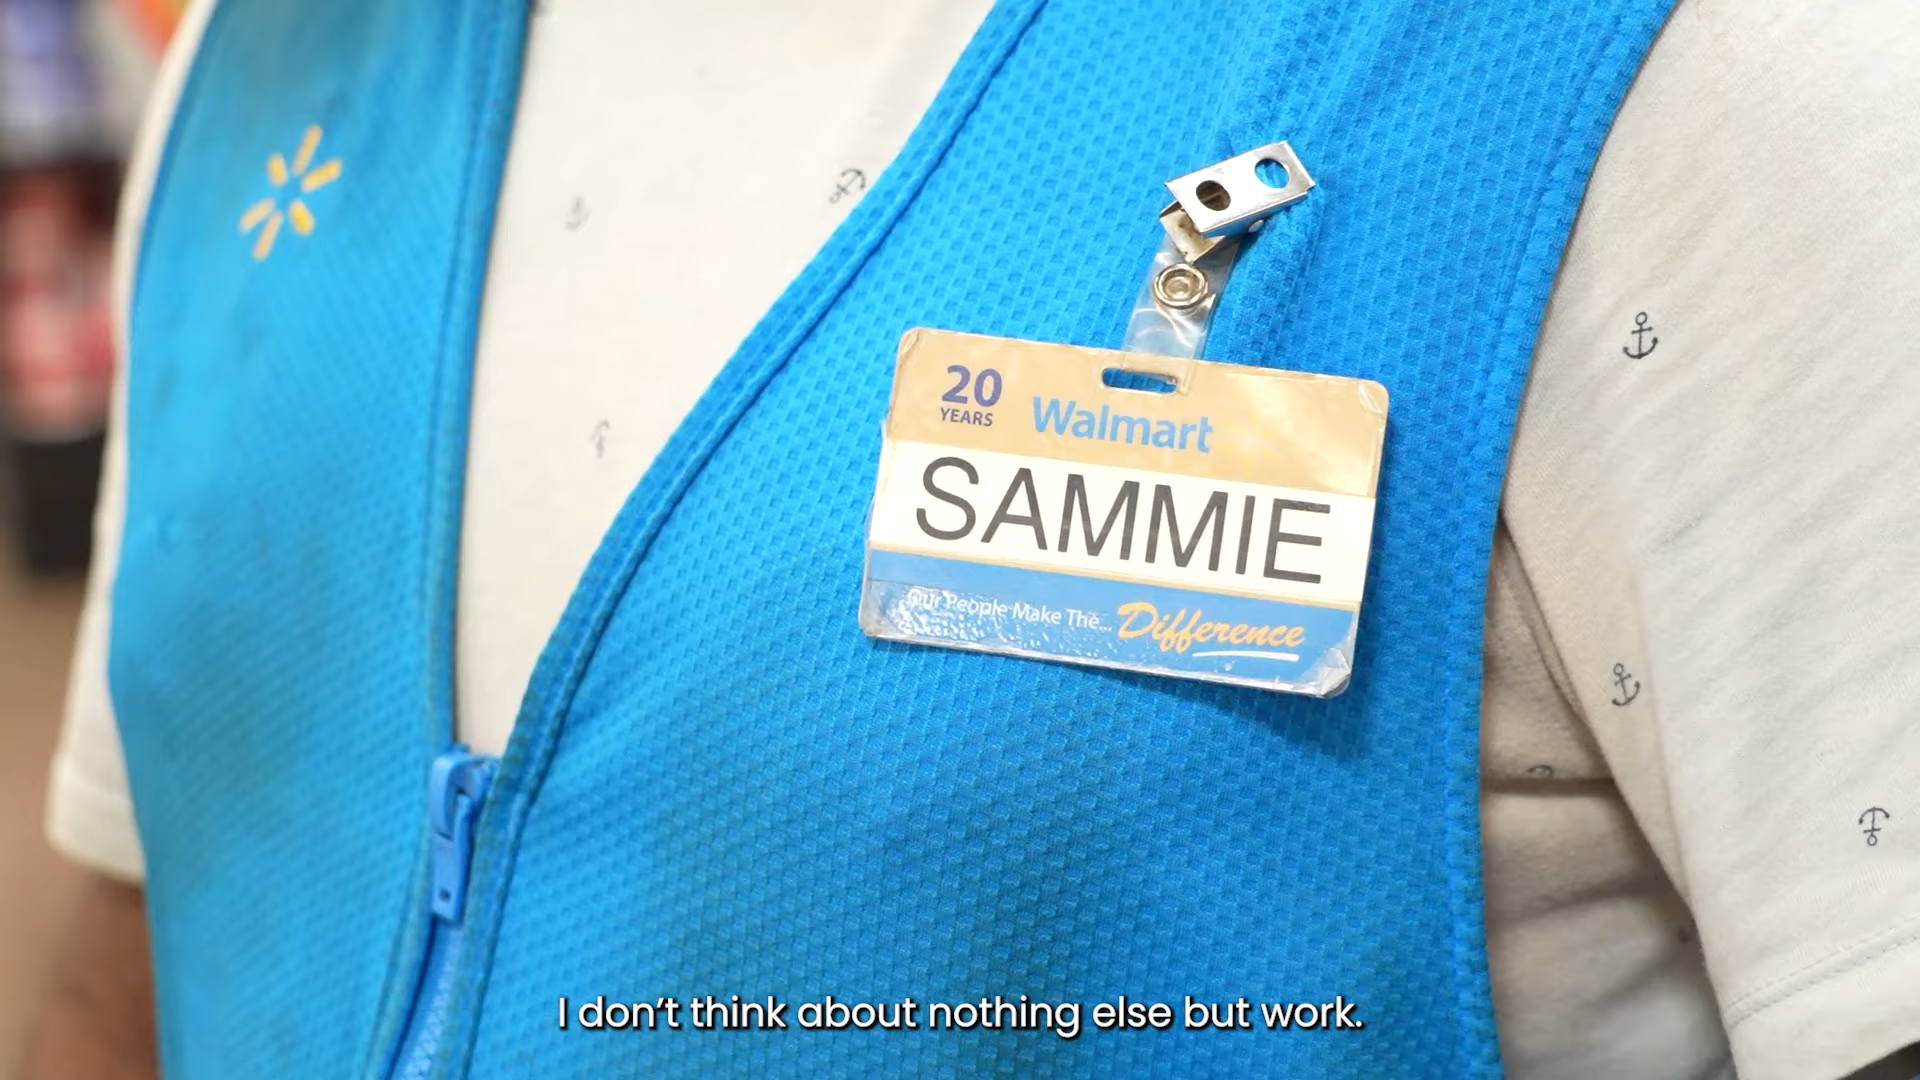 20
YEARS
Walmart
SAMMIE
Our People Make The... Difference
I don't think about nothing else but work.